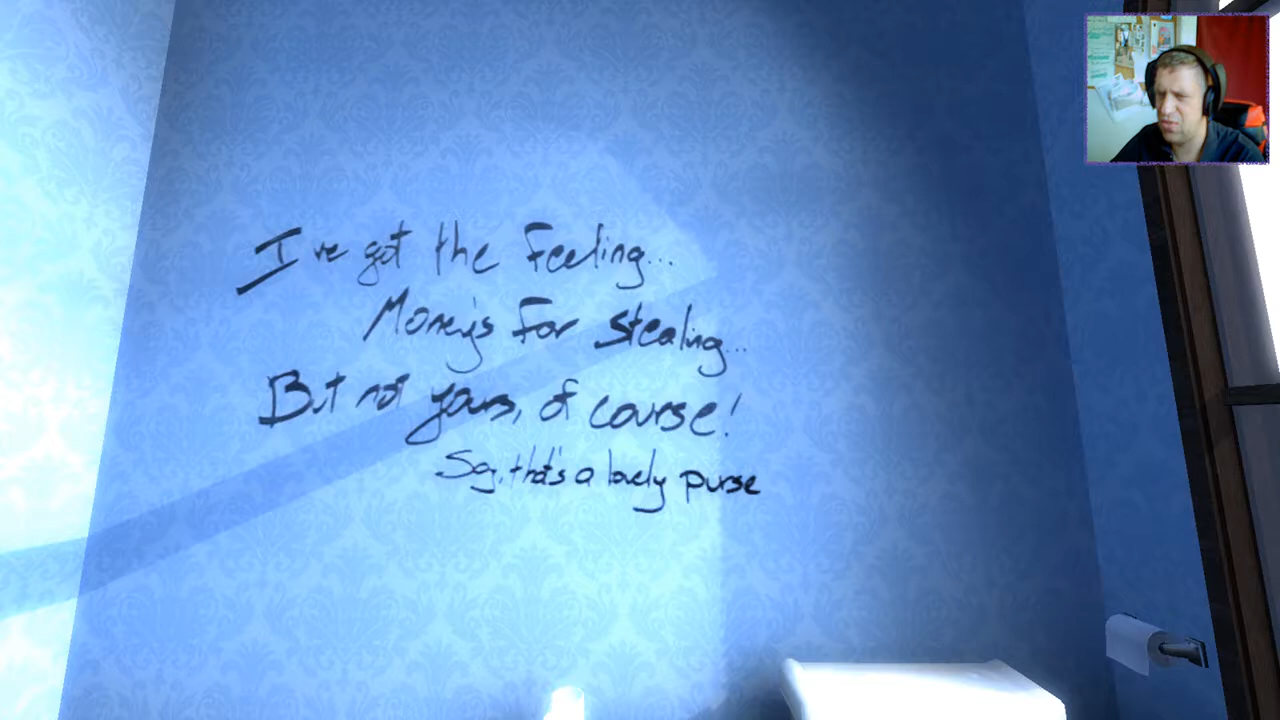 I've got the feeling...
Money's for stealing...
But not yours, of course!
Say, that's a lovely purse